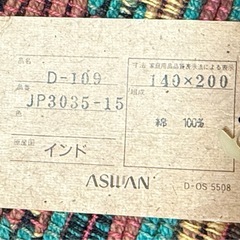 品名
D-109
寸法 家庭用品品質表示法による表示
140×200
品番
JP3035-15
組成
色
綿 100%
原産国
インド
ASWAN
D-OS 5508